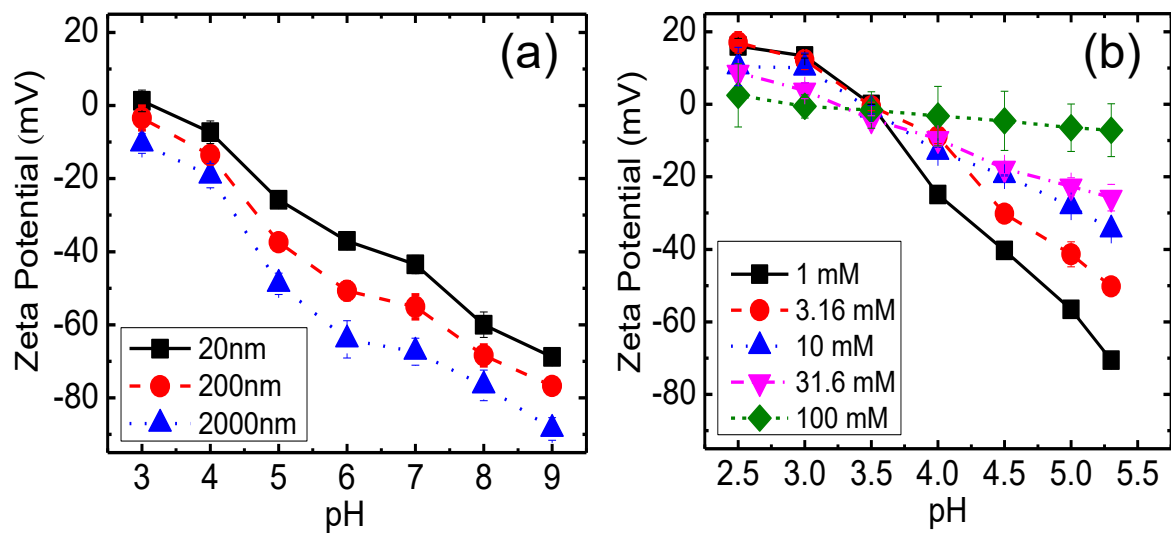 (a)
Zeta Potential (mV)
20
0
-20
-40
-60
-80
20nm
200nm
2000nm
3 4 5 6 7 8 9
pH
(b)
Zeta Potential (mV)
20
0
-20
-40
-60
-80
1 mM
3.16 mM
10 mM
31.6 mM
100 mM
2.5 3.0 3.5 4.0 4.5 5.0 5.5
pH